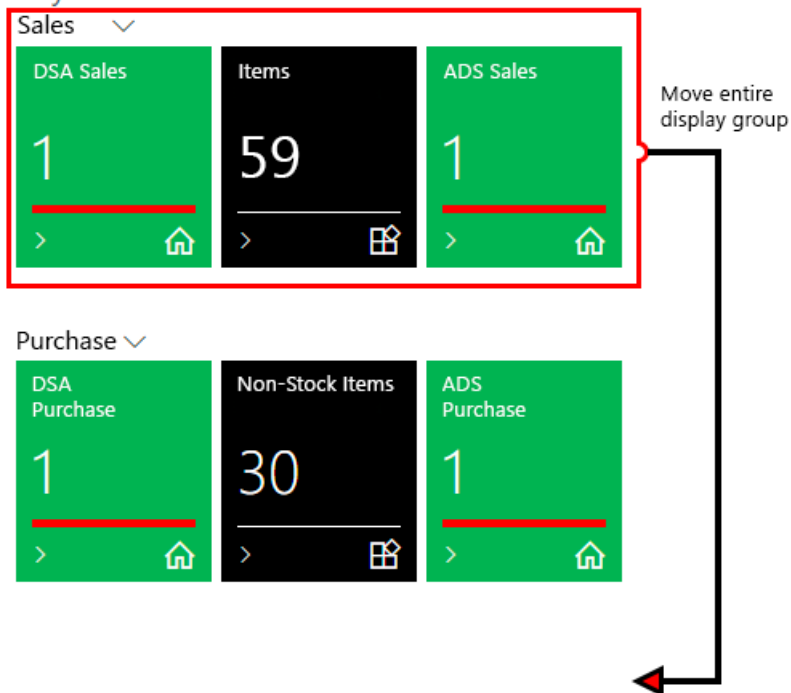 Sales
DSA Sales
Items
ADS Sales
1
59
1
Move entire
display group
Purchase
DSA
Purchase
Non-Stock Items
ADS
Purchase
1
30
1